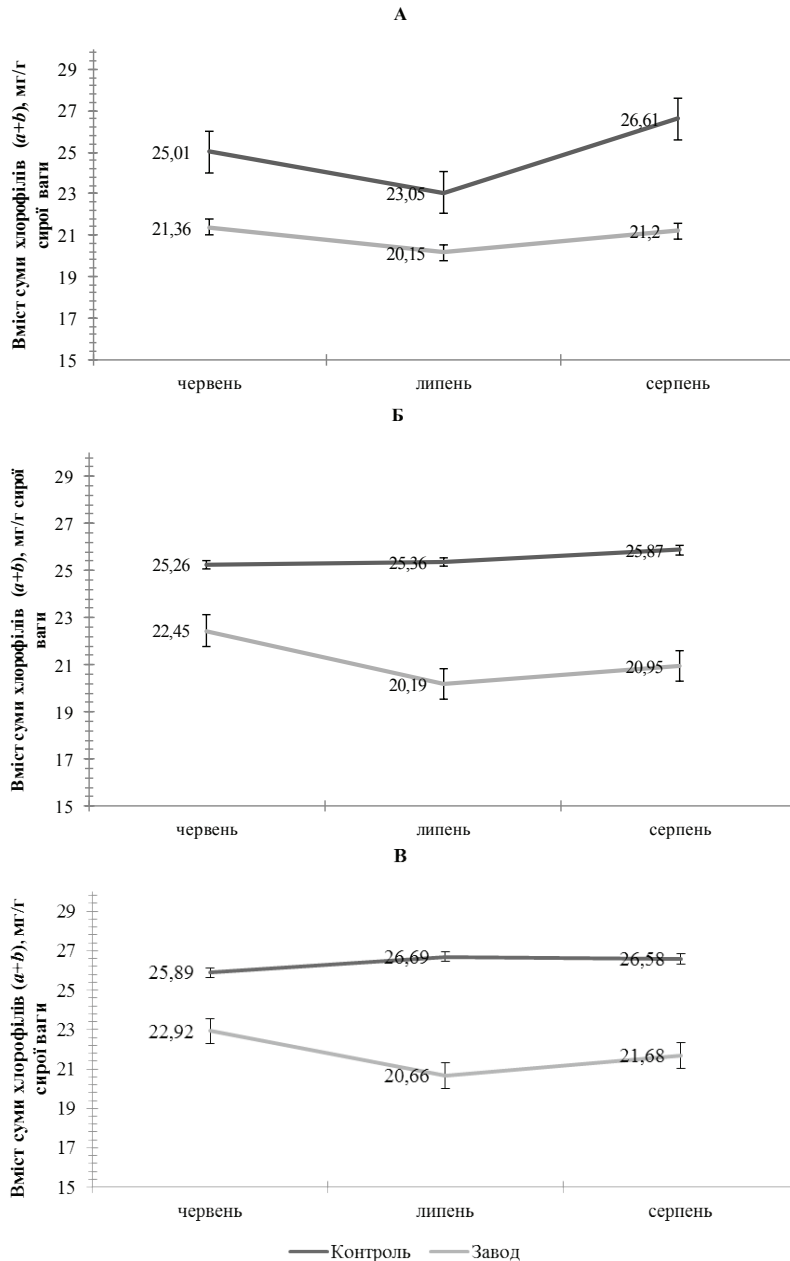 А
Вміст суми хлорофілів (a+b), мг/г
сирої ваги
29
27
25
23
21
19
17
15
25,01
23,05
26,61
21,36
20,15
21,2
червень
липень
серпень
Б
Вміст суми хлорофілів (a+b), мг/г сирої
ваги
29
27
25
23
21
19
17
15
25,26
25,36
25,87
22,45
20,19
20,95
червень
липень
серпень
В
Вміст суми хлорофілів (a+b), мг/г
сирої ваги
29
27
25
23
21
19
17
15
25,89
26,69
26,58
22,92
20,66
21,68
червень
липень
серпень
Контроль
Завод